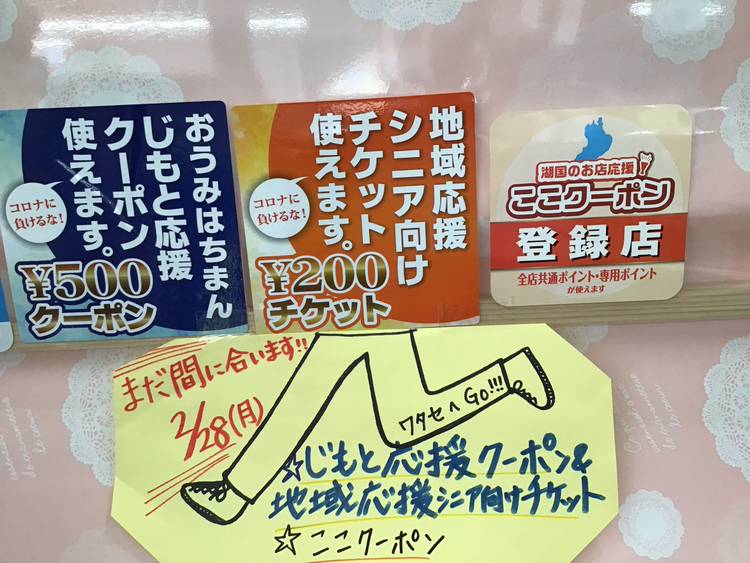 おうみはちまん
じもと応援
クーポン
使えます。
コロナに
負けるな!
¥500
クーポン
地域応援
シニア向け
チケット
使えます。
コロナに
負けるな!
¥200
チケット
湖国のお店応援
ここクーポン
登録店
全店共通ポイント・専用ポイント
が使えます
まだ間に合います!!
2/28(月)
ワタセへGO!!!
☆じもと応援クーポン&
地域応援シニア向けチケット
☆ここクーポン